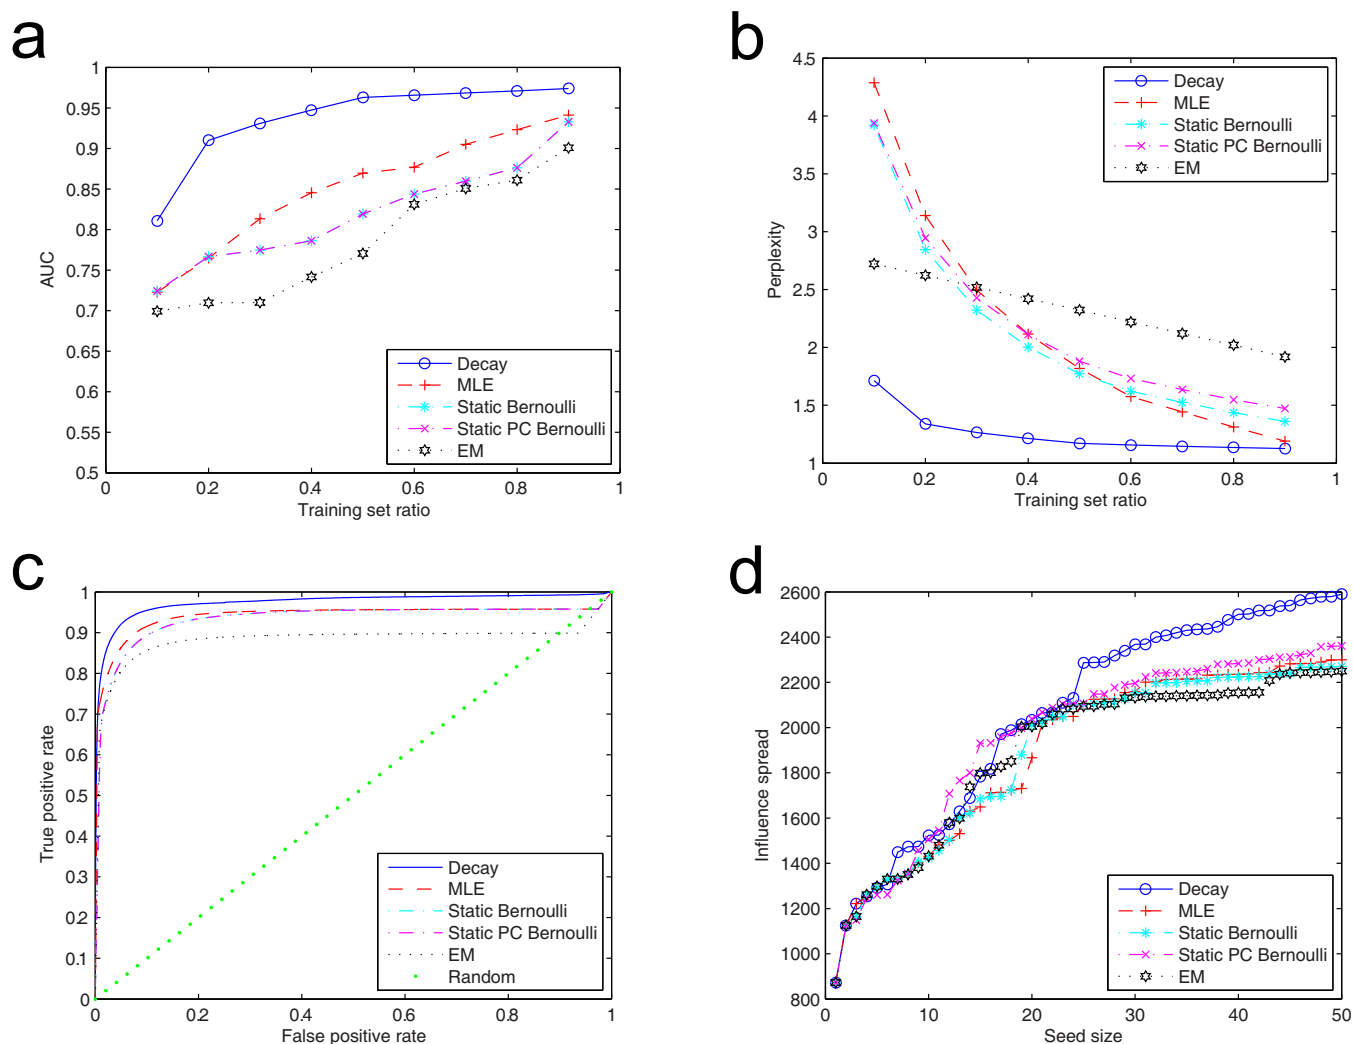 a
1
0.95
0.9
0.85
0.8
0.75
0.7
0.65
0.6
0.55
0.5
AUC
0 0.2 0.4 0.6 0.8 1
Training set ratio
Decay
MLE
Static Bernoulli
Static PC Bernoulli
EM
b
4.5
4
3.5
3
2.5
2
1.5
1
Perplexity
0 0.2 0.4 0.6 0.8 1
Training set ratio
Decay
MLE
Static Bernoulli
Static PC Bernoulli
EM
c
1
0.9
0.8
0.7
0.6
0.5
0.4
0.3
0.2
0.1
0
True positive rate
0 0.2 0.4 0.6 0.8 1
False positive rate
Decay
MLE
Static Bernoulli
Static PC Bernoulli
EM
Random
d
2600
2400
2200
2000
1800
1600
1400
1200
1000
800
Influence spread
0 10 20 30 40 50
Seed size
Decay
MLE
Static Bernoulli
Static PC Bernoulli
EM